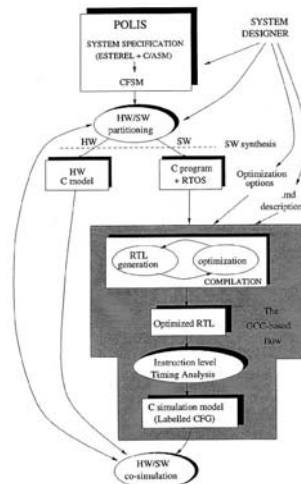 POLIS
SYSTEM SPECIFICATION
(ESTEREL + C/ASM)
CFSM
SYSTEM
DESIGNER
HW/SW
partitioning
HW
SW
SW synthesis
HW
C model
C program
+ RTOS
Optimization
options
.md
description
RTL
generation
optimization
COMPILATION
Optimized RTL
The
GCC-based
flow
Instruction level
Timing Analysis
C simulation model
(Labelled CFG)
HW/SW
co-simulation